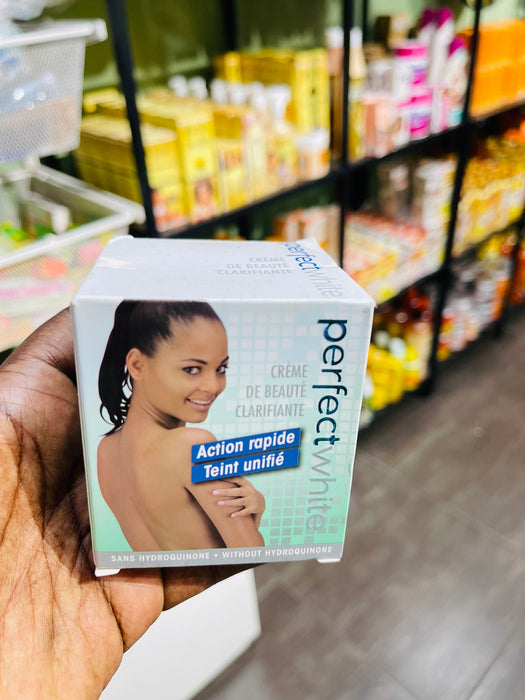 CRÈME
DE BEAUTÉ
CLARIFIANTE
perfectwhite
CRÈME
DE BEAUTÉ
CLARIFIANTE
perfectwhite
Action rapide
Teint unifié
SANS HYDROQUINONE • WITHOUT HYDROQUINONE